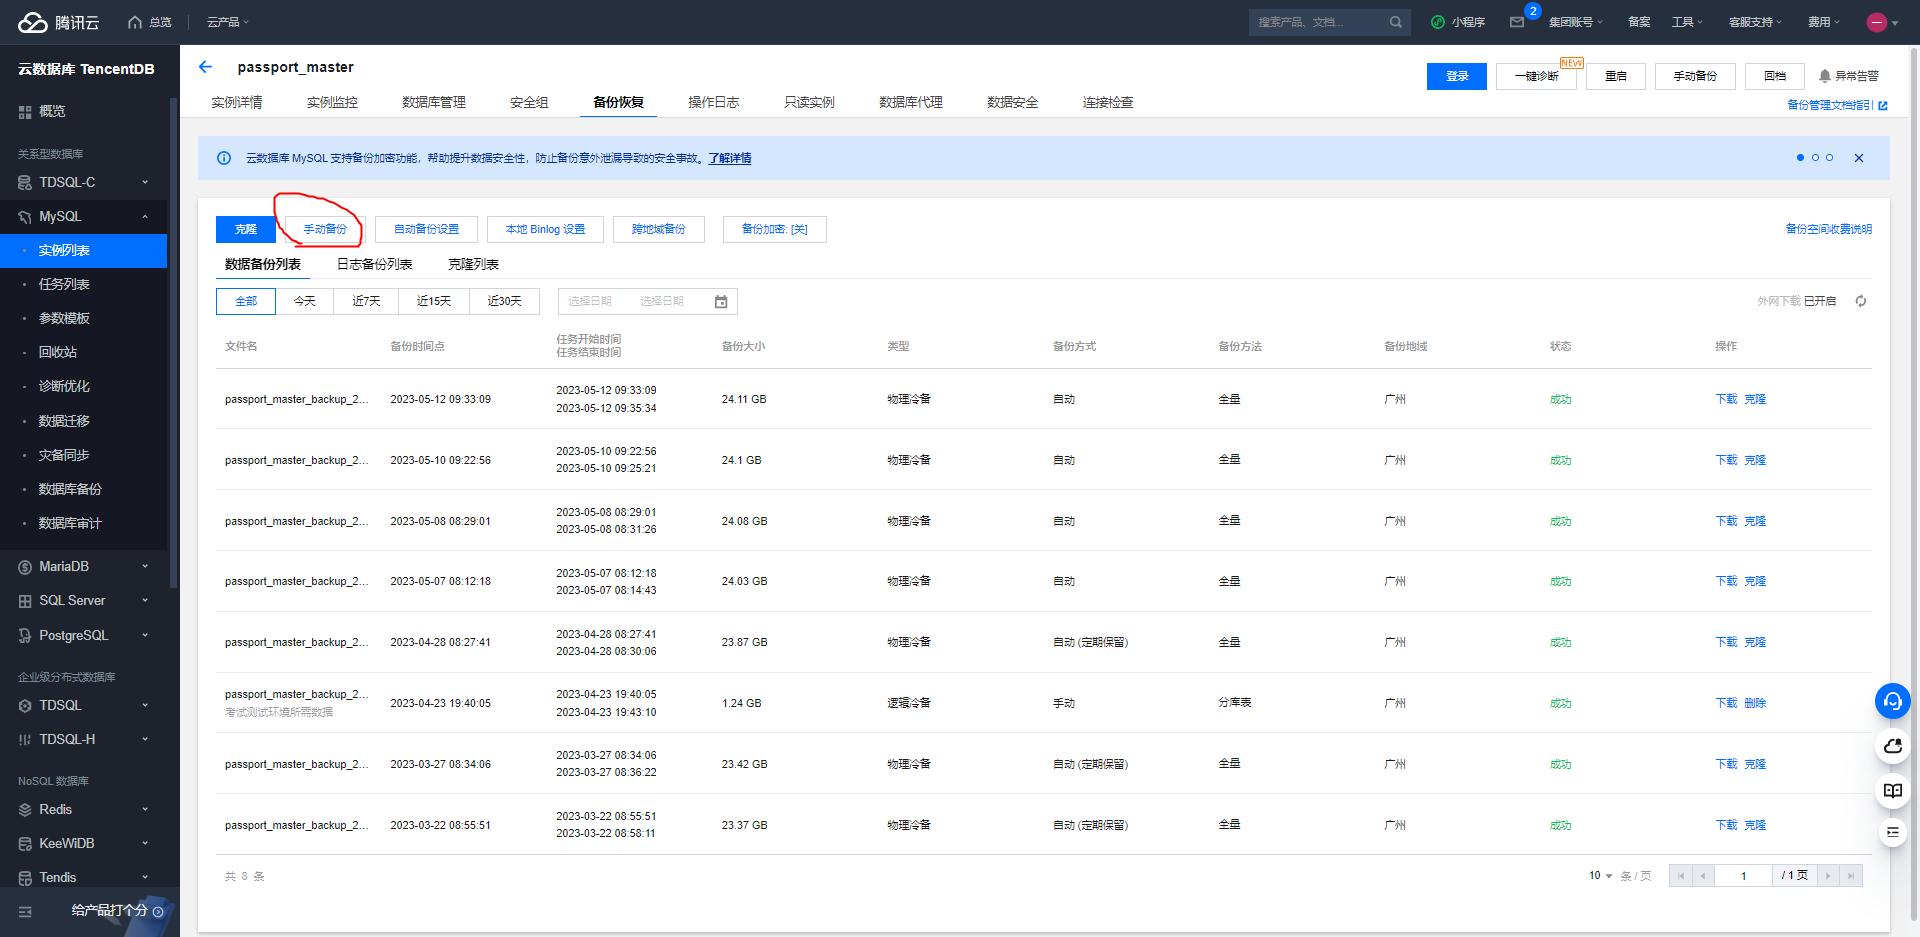 腾讯云
总览
云产品
搜索产品、文档...
小程序
2
集团账号
备案
工具
客服支持
费用
云数据库 TencentDB
概览
关系型数据库
TDSQL-C
MySQL
实例列表
任务列表
参数模板
回收站
诊断优化
数据迁移
灾备同步
数据库备份
数据库审计
MariaDB
SQL Server
PostgreSQL
企业级分布式数据库
TDSQL
TDSQL-H
NoSQL 数据库
Redis
KeeWiDB
Tendis
给产品打个分
passport_master
登录
一键诊断
NEW
重启
手动备份
回档
异常告警
备份管理文档指引
实例详情
实例监控
数据库管理
安全组
备份恢复
操作日志
只读实例
数据库代理
数据安全
连接检查
云数据库 MySQL 支持备份加密功能，帮助提升数据安全性，防止备份意外泄漏导致的安全事故。了解详情
克隆
手动备份
自动备份设置
本地 Binlog 设置
跨地域备份
备份加密: [关]
备份空间收费说明
数据备份列表
日志备份列表
克隆列表
全部
今天
近7天
近15天
近30天
选择日期
选择日期
外网下载 已开启
文件名
备份时间点
任务开始时间
任务结束时间
备份大小
类型
备份方式
备份方法
备份地域
状态
操作
passport_master_backup_2...
2023-05-12 09:33:09
2023-05-12 09:33:09
2023-05-12 09:35:34
24.11 GB
物理冷备
自动
全量
广州
成功
下载 克隆
passport_master_backup_2...
2023-05-10 09:22:56
2023-05-10 09:22:56
2023-05-10 09:25:21
24.1 GB
物理冷备
自动
全量
广州
成功
下载 克隆
passport_master_backup_2...
2023-05-08 08:29:01
2023-05-08 08:29:01
2023-05-08 08:31:26
24.08 GB
物理冷备
自动
全量
广州
成功
下载 克隆
passport_master_backup_2...
2023-05-07 08:12:18
2023-05-07 08:12:18
2023-05-07 08:14:43
24.03 GB
物理冷备
自动
全量
广州
成功
下载 克隆
passport_master_backup_2...
2023-04-28 08:27:41
2023-04-28 08:27:41
2023-04-28 08:30:06
23.87 GB
物理冷备
自动 (定期保留)
全量
广州
成功
下载 克隆
passport_master_backup_2...
考试测试环境所需数据
2023-04-23 19:40:05
2023-04-23 19:40:05
2023-04-23 19:43:10
1.24 GB
逻辑冷备
手动
分库表
广州
成功
下载 删除
passport_master_backup_2...
2023-03-27 08:34:06
2023-03-27 08:34:06
2023-03-27 08:36:22
23.42 GB
物理冷备
自动 (定期保留)
全量
广州
成功
下载 克隆
passport_master_backup_2...
2023-03-22 08:55:51
2023-03-22 08:55:51
2023-03-22 08:58:11
23.37 GB
物理冷备
自动 (定期保留)
全量
广州
成功
下载 克隆
共 8 条
10 条 / 页
1
/ 1 页